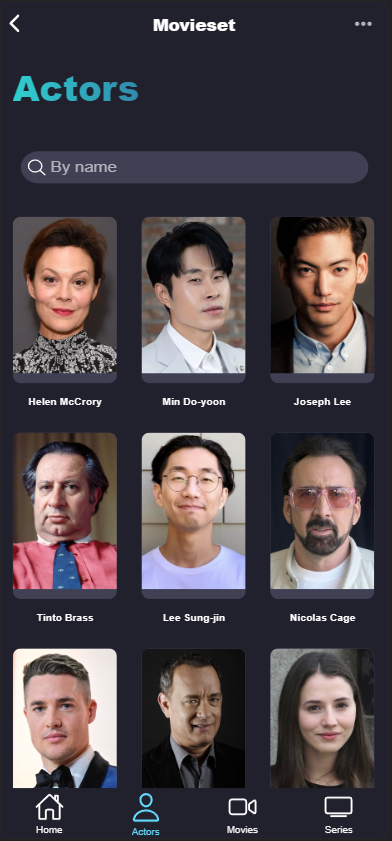 Movieset
Actors
By name
Helen McCrory
Min Do-yoon
Joseph Lee
Tinto Brass
Lee Sung-jin
Nicolas Cage
Home
Actors
Movies
Series